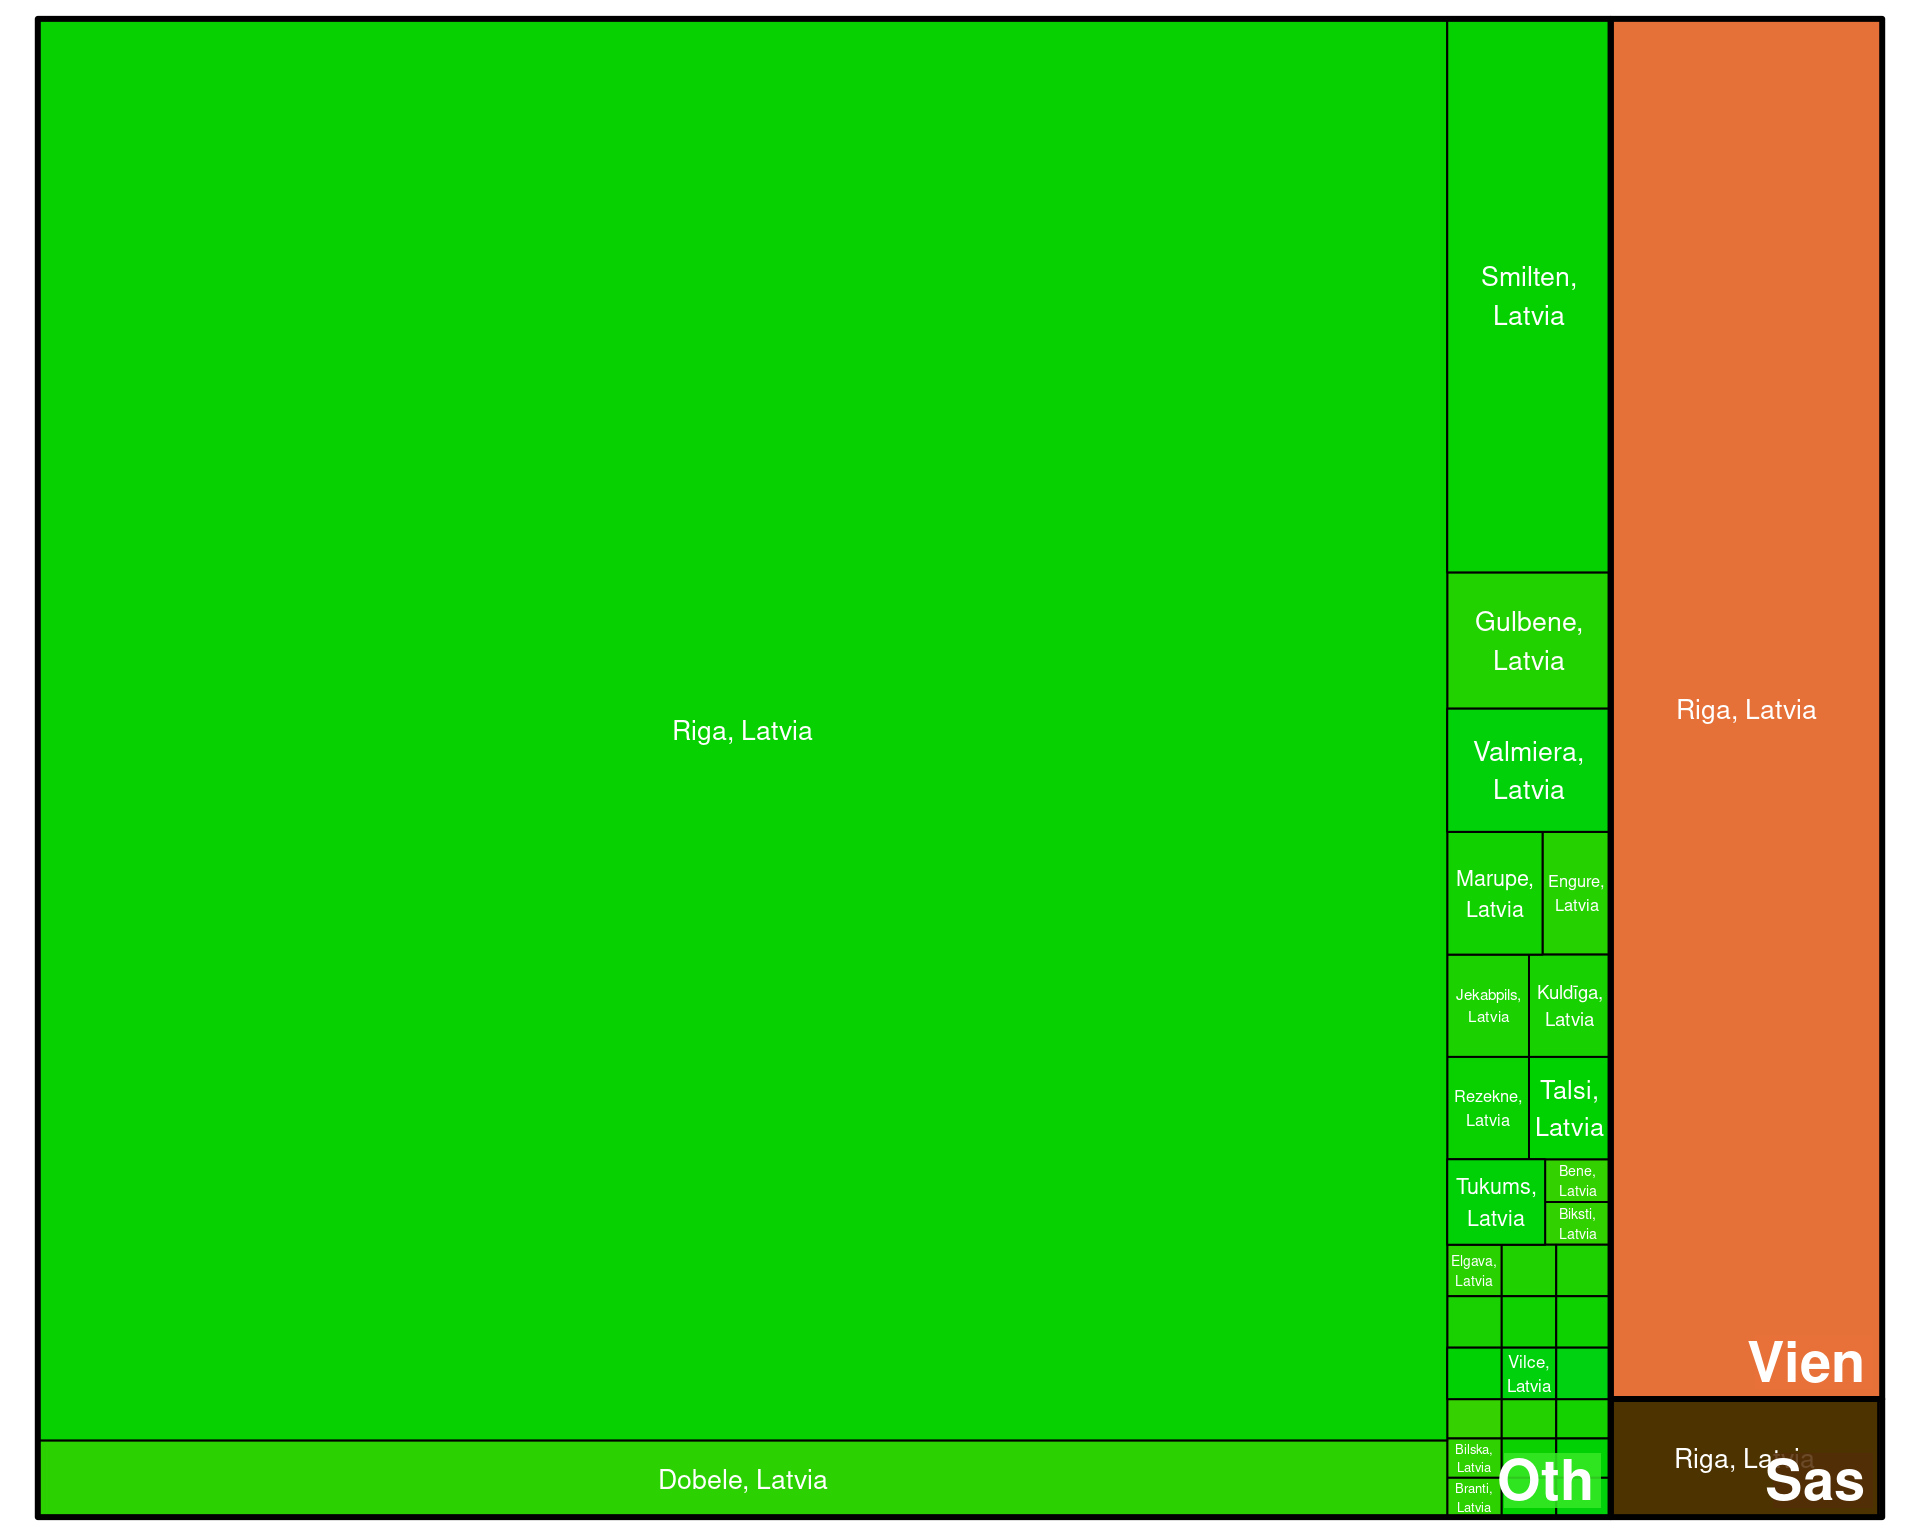 Riga, Latvia
Dobele, Latvia
Smilten,
Latvia
Gulbene,
Latvia
Valmiera,
Latvia
Marupe,
Latvia
Engure,
Latvia
Jekabpils,
Latvia
Kuldīga,
Latvia
Rezekne,
Latvia
Talsi,
Latvia
Tukums,
Latvia
Bene,
Latvia
Biksti,
Latvia
Elgava,
Latvia
Vilce,
Latvia
Bilska,
Latvia
Branti,
Latvia
Oth
Riga, Latvia
Vien
Riga, Latvia
Sas